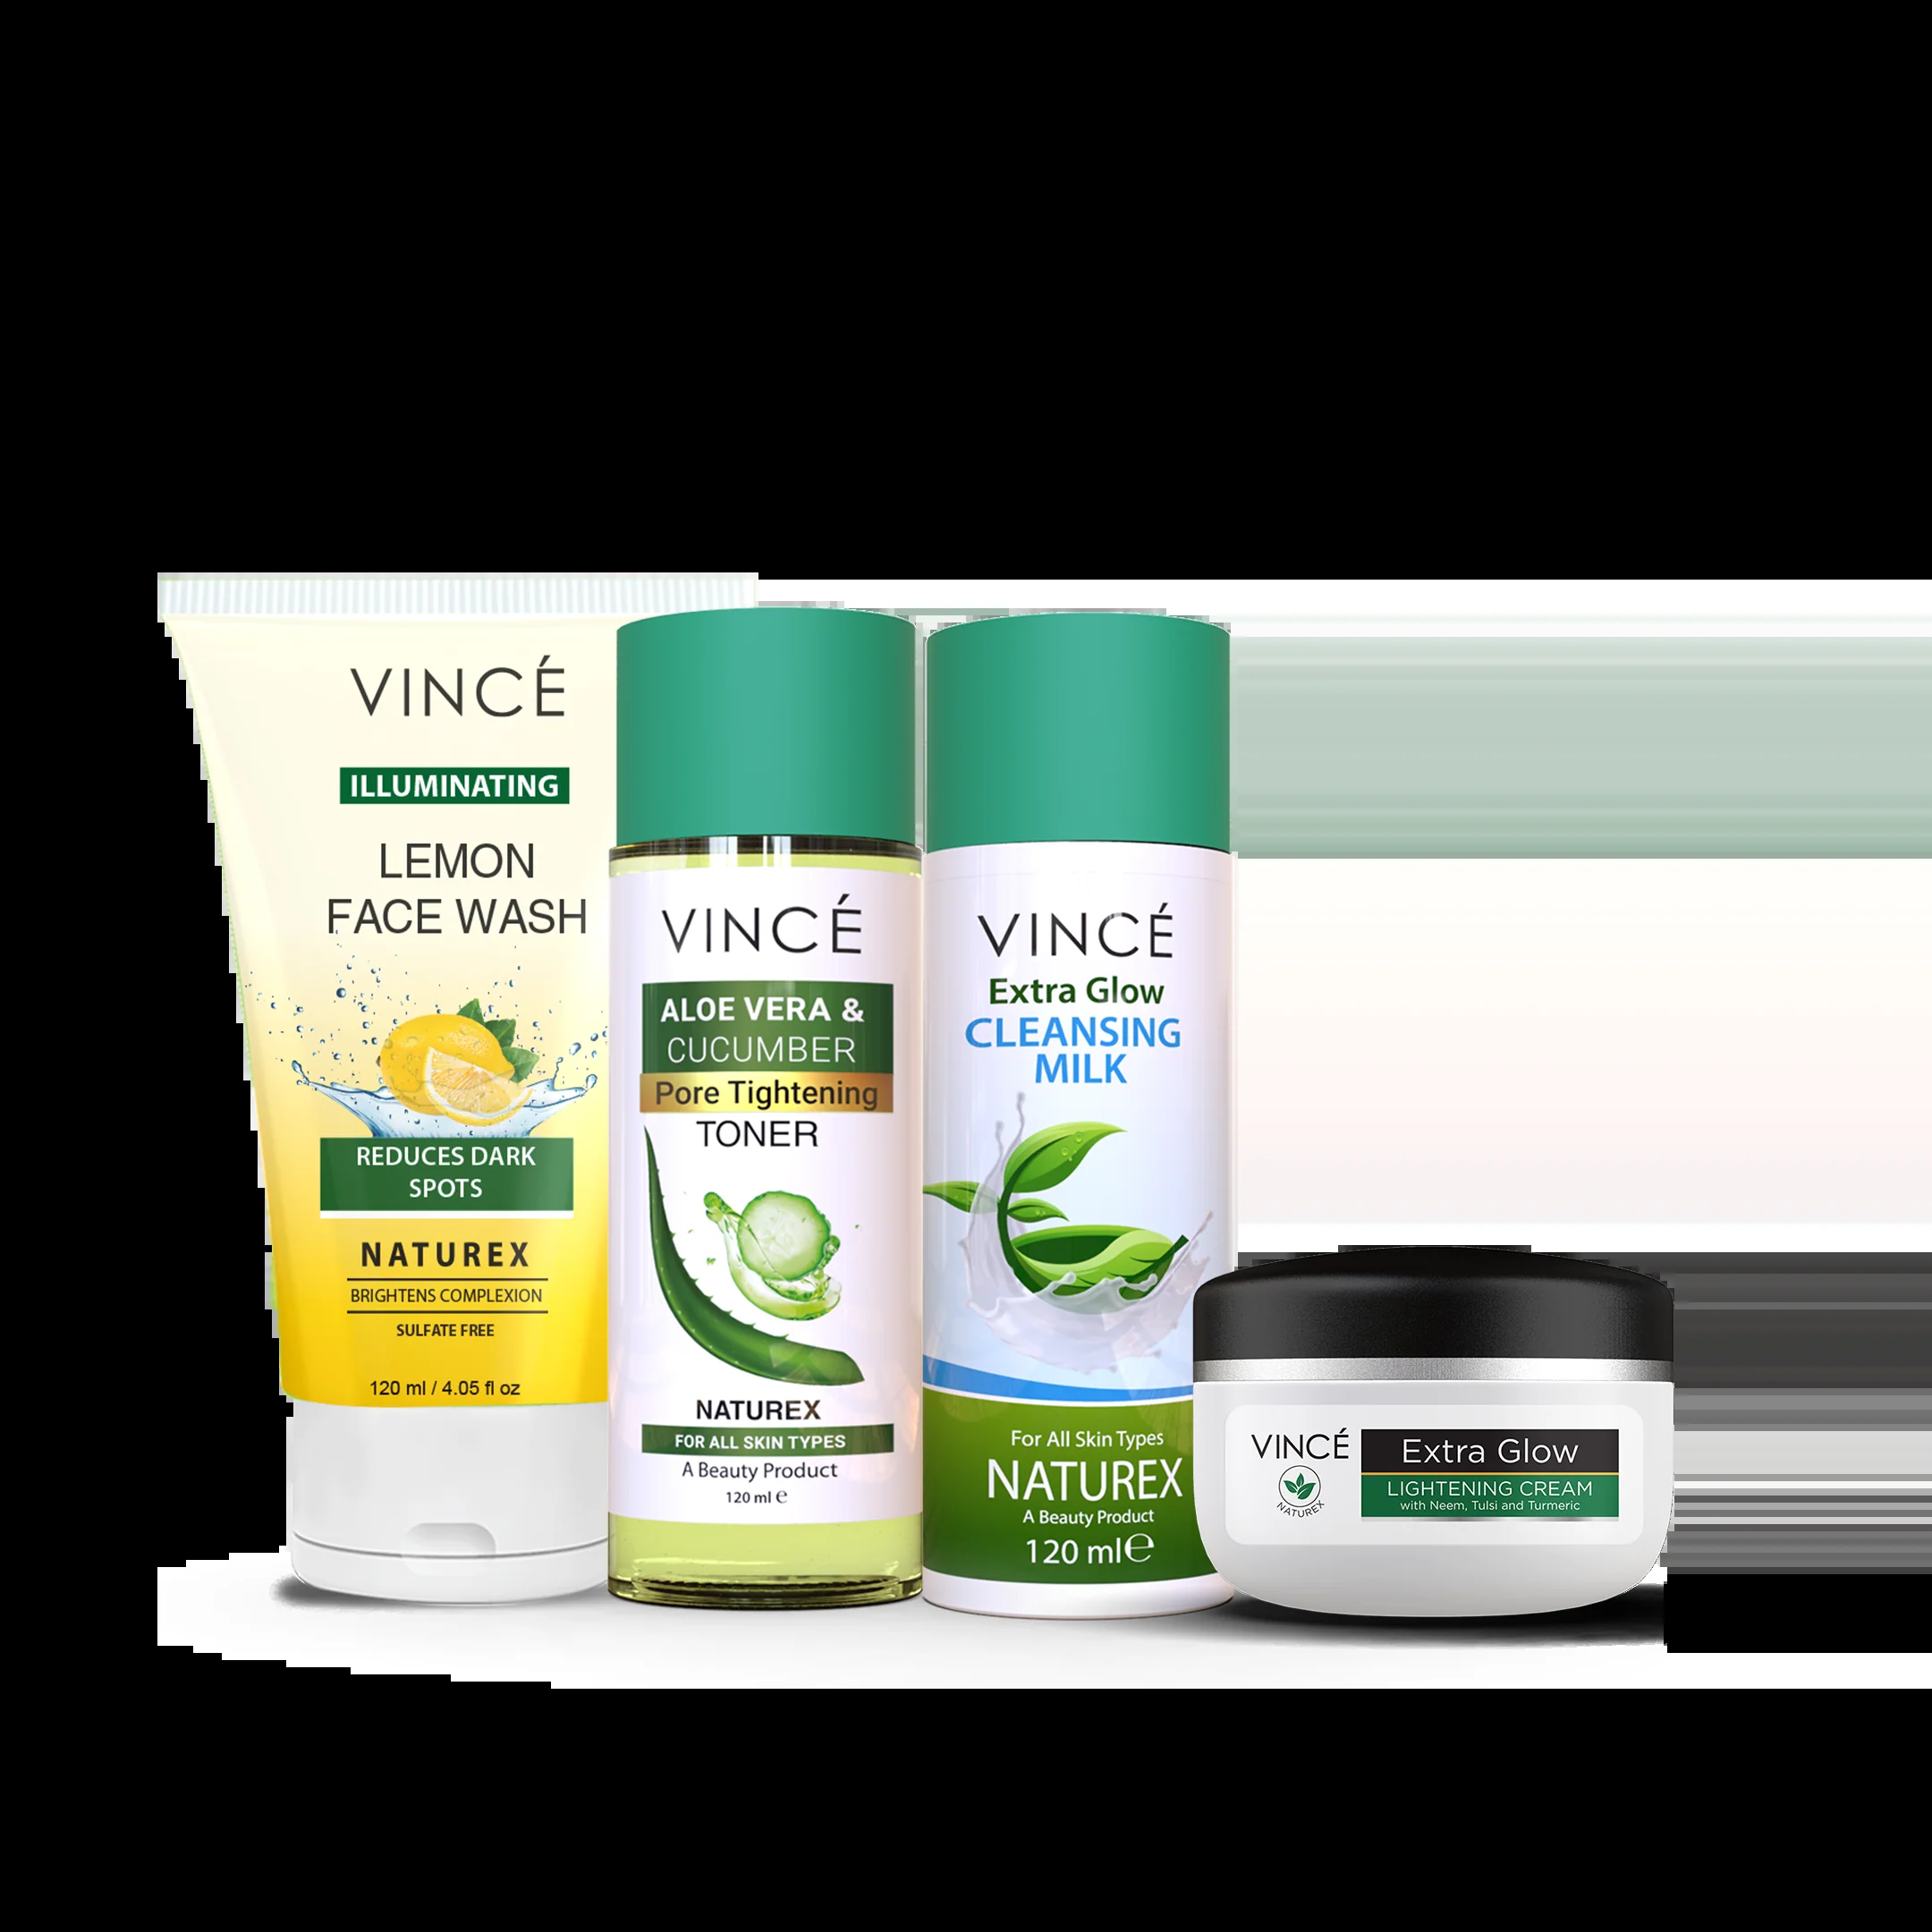 VINCÉ
ILLUMINATING
LEMON
FACE WASH
REDUCES DARK
SPOTS
NATUREX
BRIGHTENS COMPLEXION
SULFATE FREE
120 ml / 4.05 fl oz
VINCÉ
ALOE VERA &
CUCUMBER
Pore Tightening
TONER
NATUREX
FOR ALL SKIN TYPES
A Beauty Product
120 ml ℮
VINCÉ
Extra Glow
CLEANSING
MILK
For All Skin Types
NATUREX
A Beauty Product
120 ml℮
VINCÉ
NATUREX
Extra Glow
LIGHTENING CREAM
with Neem, Tulsi and Turmeric